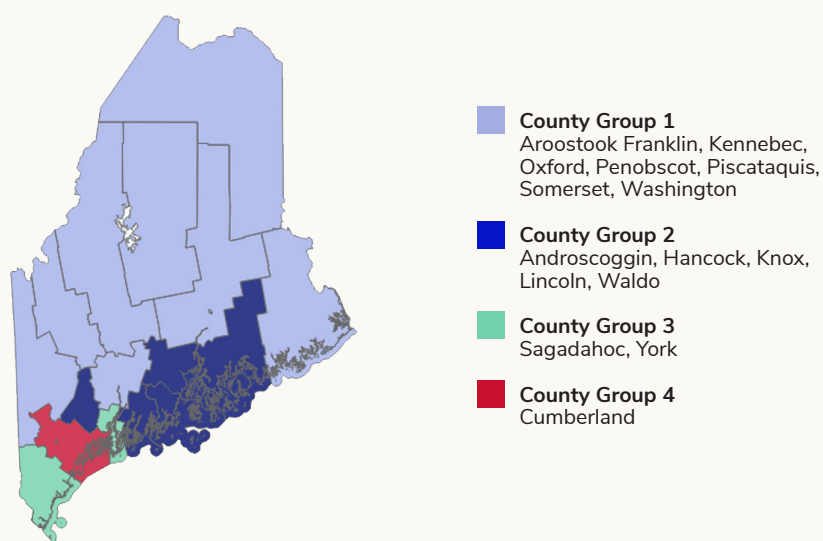 County Group 1
Aroostook Franklin, Kennebec,
Oxford, Penobscot, Piscataquis,
Somerset, Washington
County Group 2
Androscoggin, Hancock, Knox,
Lincoln, Waldo
County Group 3
Sagadahoc, York
County Group 4
Cumberland